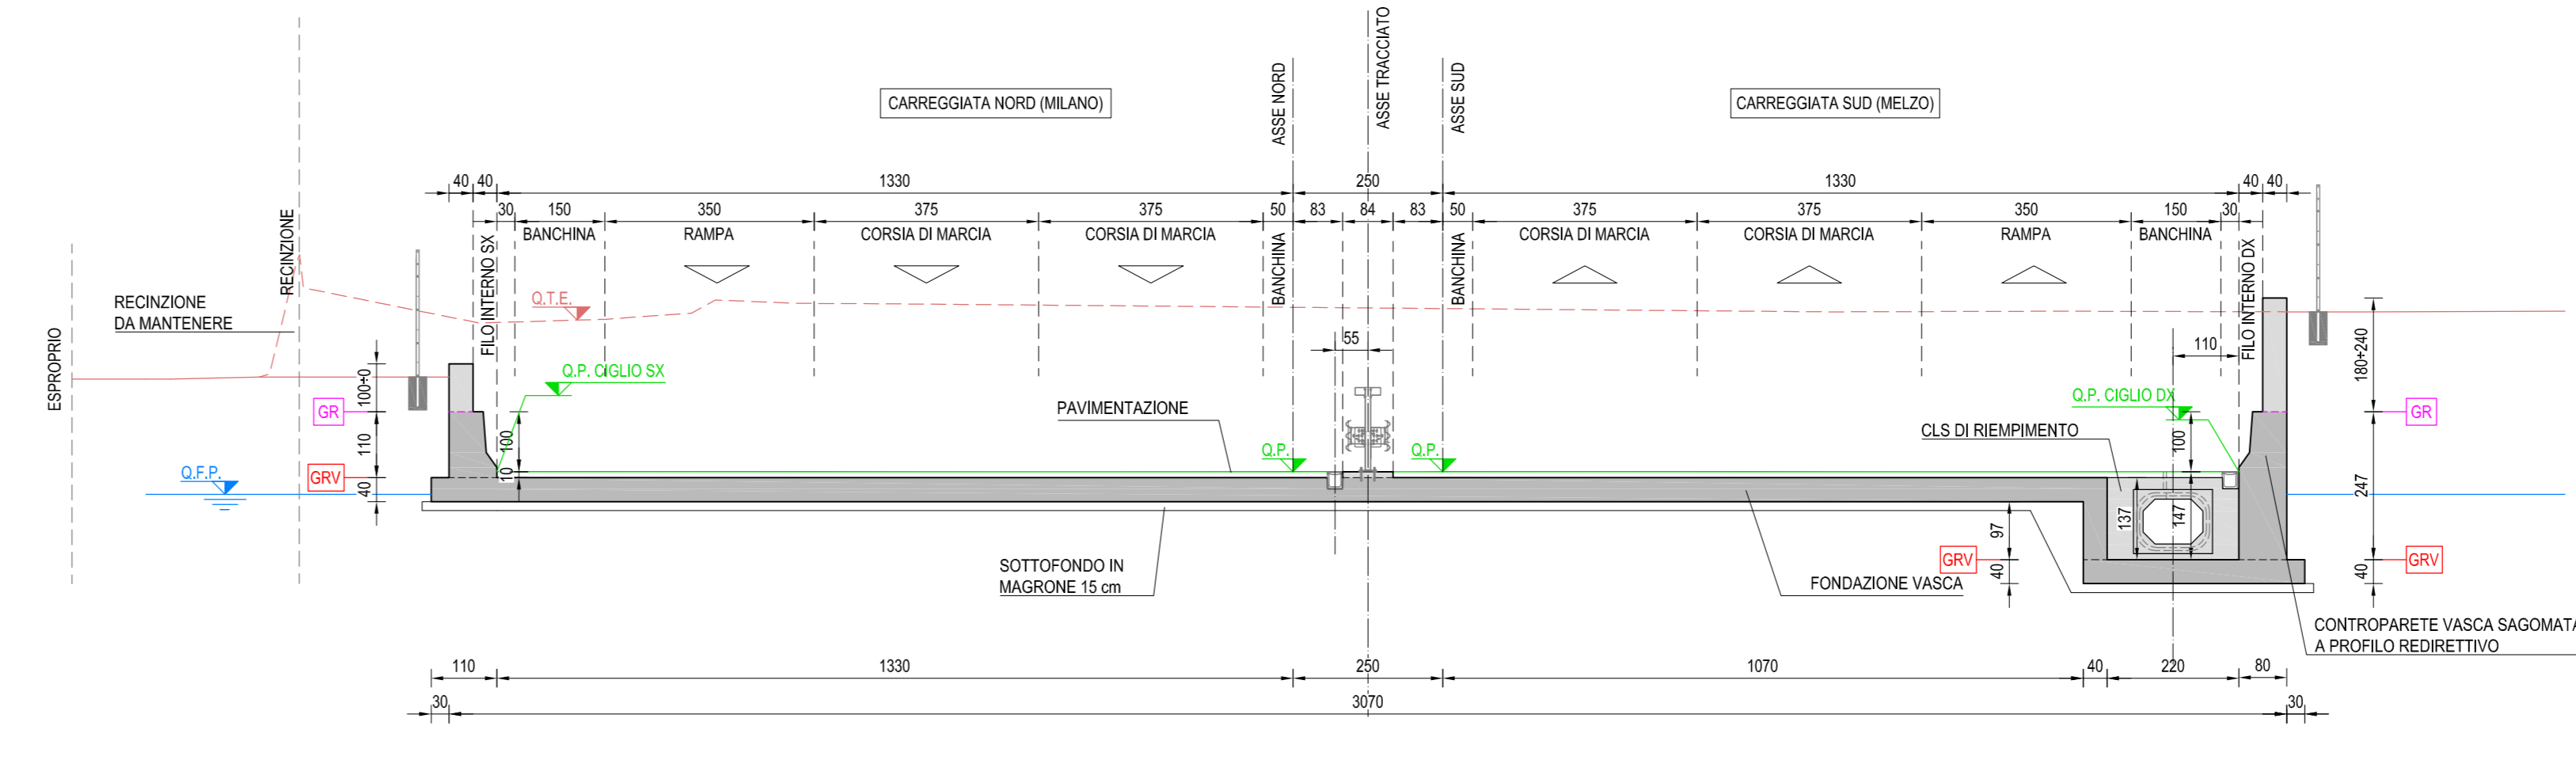 CARREGGIATA NORD (MILANO)
CARREGGIATA SUD (MELZO)
ASSE NORD
ASSE TRACCIATO
ASSE SUD
40 40 1330 250 1330 40 40
30 150 350 375 375 50 83 84 83 50 375 375 350 150 30
BANCHINA RAMPA CORSIA DI MARCIA CORSIA DI MARCIA BANCHINA BANCHINA CORSIA DI MARCIA CORSIA DI MARCIA RAMPA BANCHINA
ESPROPRIO
RECINZIONE
RECINZIONE
DA MANTENERE
FILO INTERNO SX
FILO INTERNO DX
Q.T.E.
55
110
Q.P. CIGLIO SX
Q.P. CIGLIO DX
PAVIMENTAZIONE
CLS DI RIEMPIMENTO
Q.P.
Q.P.
Q.F.P.
GR
GRV
100÷0
110
40
100
10
180÷240
247
40
100
137
147
97
40
GR
GRV
GRV
SOTTOFONDO IN
MAGRONE 15 cm
FONDAZIONE VASCA
CONTROPARETE VASCA SAGOMATA
A PROFILO REDIRETTIVO
110 1330 250 1070 40 220 80
30 3070 30